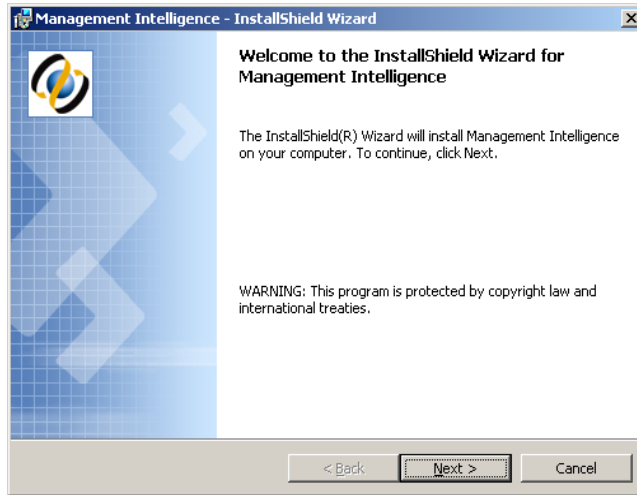 Management Intelligence - InstallShield Wizard
Welcome to the InstallShield Wizard for
Management Intelligence
The InstallShield(R) Wizard will install Management Intelligence
on your computer. To continue, click Next.
WARNING: This program is protected by copyright law and
international treaties.
< Back
Next >
Cancel